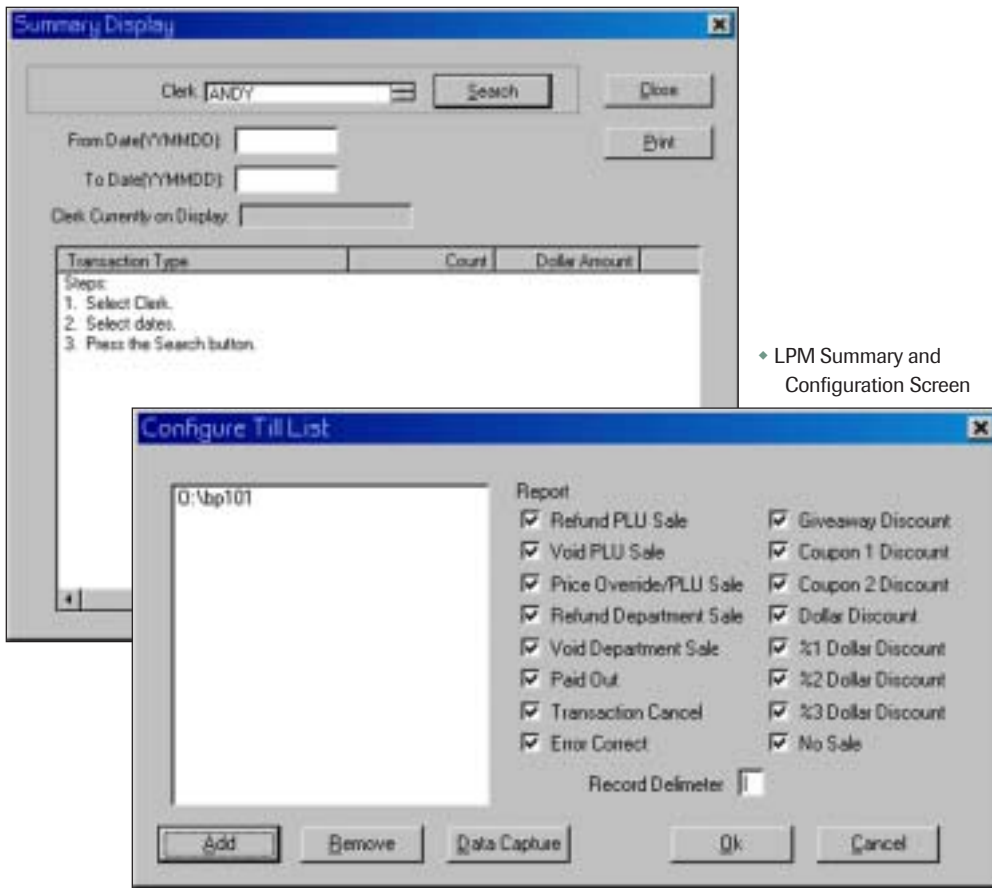 Summary Display
Clerk: ANDY
Search
Close
From Date(YYMMDD):
Print
To Date(YYMMDD):
Clerk Currently on Display:
Transaction Type Count Dollar Amount
Steps:
1. Select Clerk.
2. Select dates.
3. Press the Search button.
LPM Summary and
Configuration Screen
Configure Till List
O:\bp101
Report
Refund PLU Sale
Void PLU Sale
Price Override/PLU Sale
Refund Department Sale
Void Department Sale
Paid Out
Transaction Cancel
Error Correct
Giveaway Discount
Coupon 1 Discount
Coupon 2 Discount
Dollar Discount
%1 Dollar Discount
%2 Dollar Discount
%3 Dollar Discount
No Sale
Record Delimeter
Add
Remove
Data Capture
Ok
Cancel